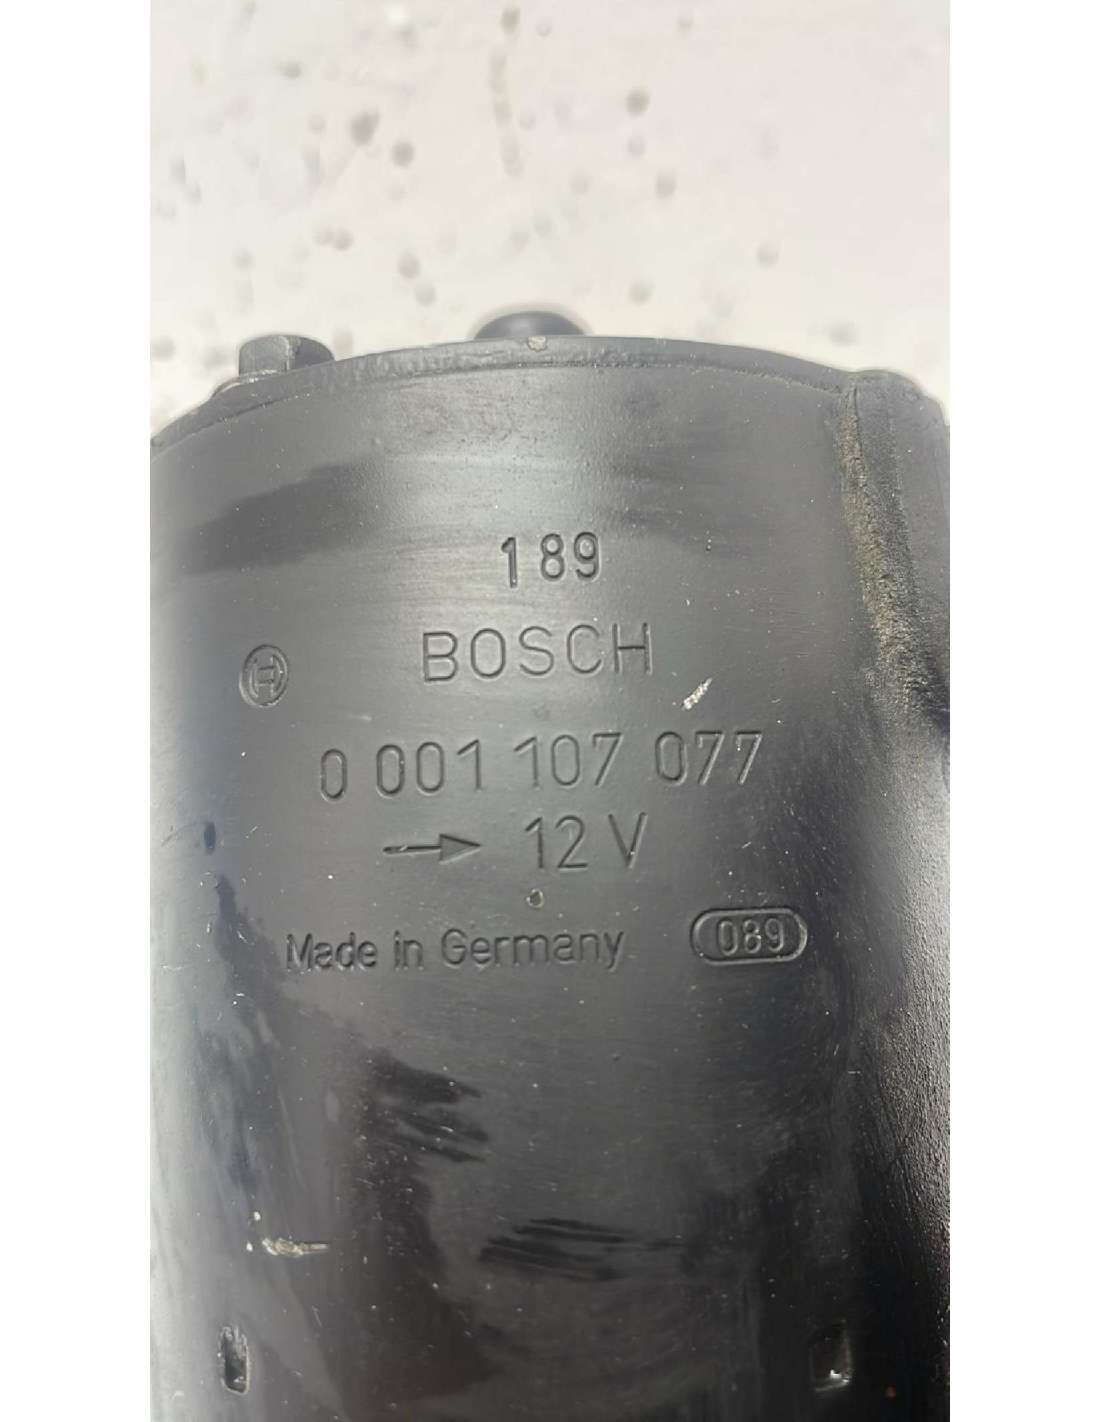 189
BOSCH
H
0 001 107 077
→ 12 V
Made in Germany
089